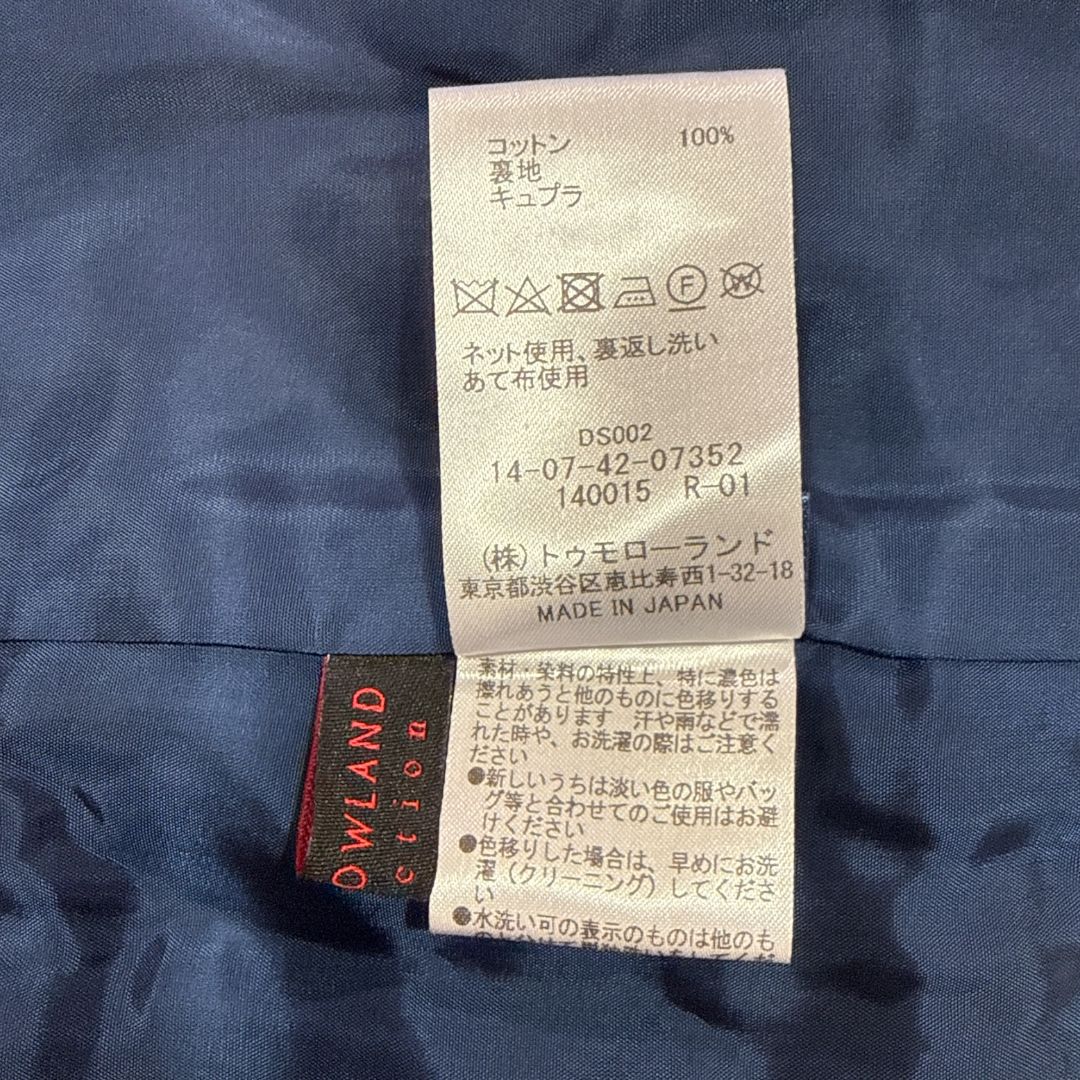 コットン 100%
裏地
キュプラ
F
W
ネット使用、裏返し洗い
あて布使用
DS002
14-07-42-07352
140015 R-01
(株)トゥモローランド
東京都渋谷区恵比寿西1-32-18
MADE IN JAPAN
素材・染料の特性上、特に濃色は
擦れあうと他のものに色移りする
ことがあります 汗や雨などで濡
れた時や、お洗濯の際はご注意く
ださい
●新しいうちは淡い色の服やバッ
グ等と合わせてのご使用はお避
けください
●色移りした場合は、早めにお洗
濯(クリーニング)してくださ
い
●水洗い可の表示のものは他のも
OWLAND
ction